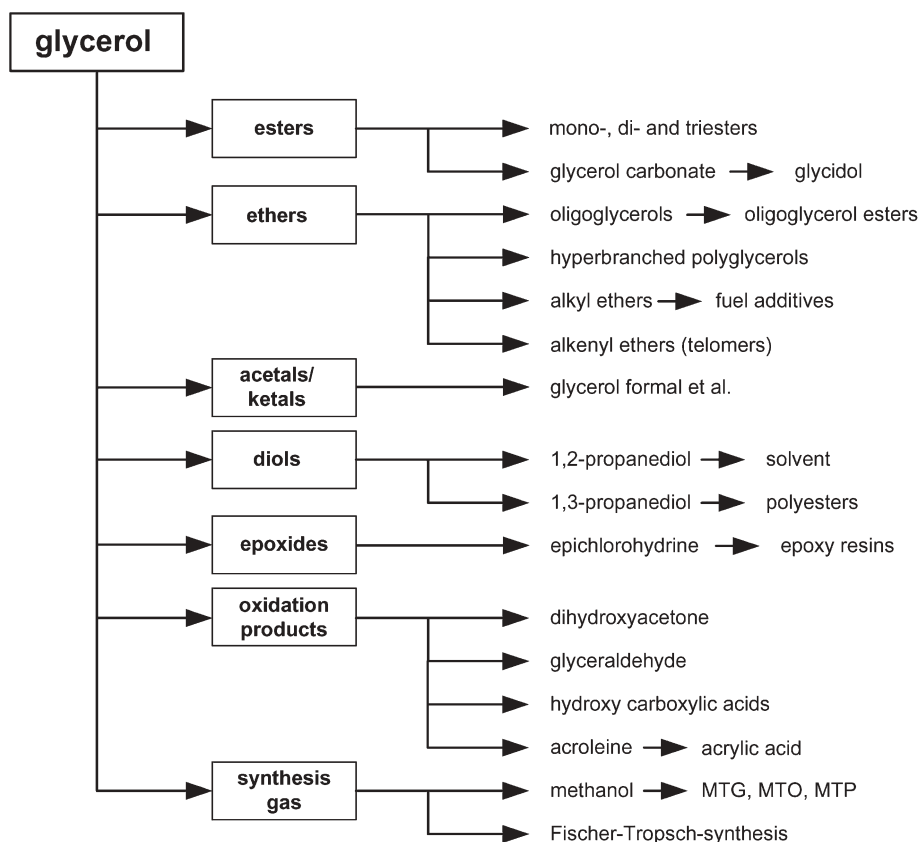 glycerol
esters
mono-, di- and triesters
glycerol carbonate glycidol
ethers
oligoglycerols oligoglycerol esters
hyperbranched polyglycerols
alkyl ethers fuel additives
alkenyl ethers (telomers)
acetals/
ketals
glycerol formal et al.
diols
1,2-propanediol solvent
1,3-propanediol polyesters
epoxides
epichlorohydrine epoxy resins
oxidation
products
dihydroxyacetone
glyceraldehyde
hydroxy carboxylic acids
acroleine acrylic acid
synthesis
gas
methanol MTG, MTO, MTP
Fischer-Tropsch-synthesis